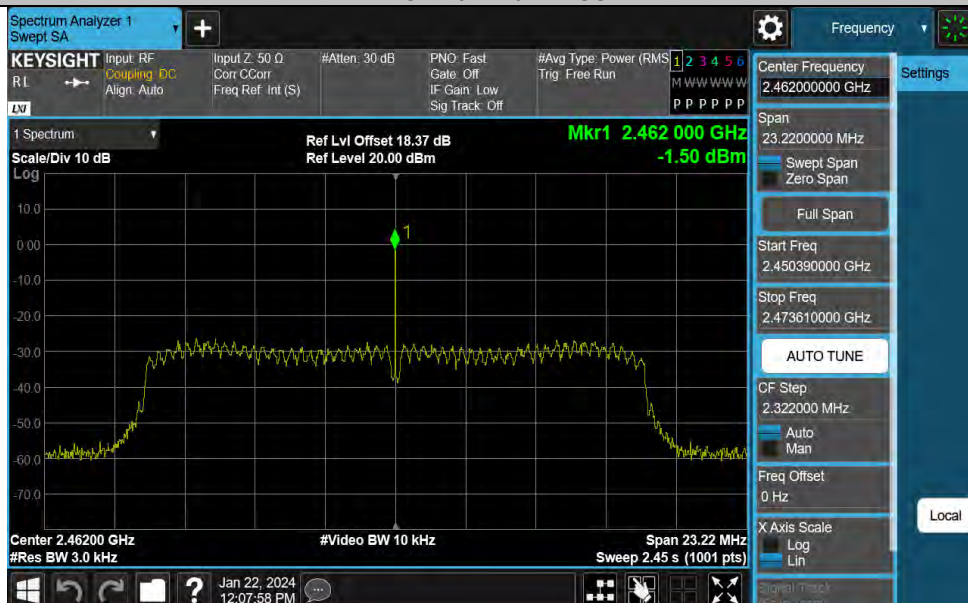 Spectrum Analyzer 1
Swept SA
+
Frequency
KEYSIGHT
RL
LXI
Input: RF
Coupling: DC
Align: Auto
Input Z: 50 Ω
Corr CCorr
Freq Ref: Int (S)
#Atten: 30 dB
PNO: Fast
Gate: Off
IF Gain: Low
Sig Track: Off
#Avg Type: Power (RMS
Trig: Free Run
1 2 3 4 5 6
M W W W W W
P P P P P P
Center Frequency
2.462000000 GHz
Settings
Span
23.2200000 MHz
Swept Span
Zero Span
Full Span
Start Freq
2.450390000 GHz
Stop Freq
2.473610000 GHz
AUTO TUNE
CF Step
2.322000 MHz
Auto
Man
Freq Offset
0 Hz
X Axis Scale
Log
Lin
Local
1 Spectrum
Scale/Div 10 dB
Log
Ref Lvl Offset 18.37 dB
Ref Level 20.00 dBm
Mkr1 2.462 000 GHz
-1.50 dBm
1
10.0
0.00
-10.0
-20.0
-30.0
-40.0
-50.0
-60.0
-70.0
Center 2.46200 GHz
#Res BW 3.0 kHz
#Video BW 10 kHz
Span 23.22 MHz
Sweep 2.45 s (1001 pts)
?
Jan 22, 2024
12:07:58 PM